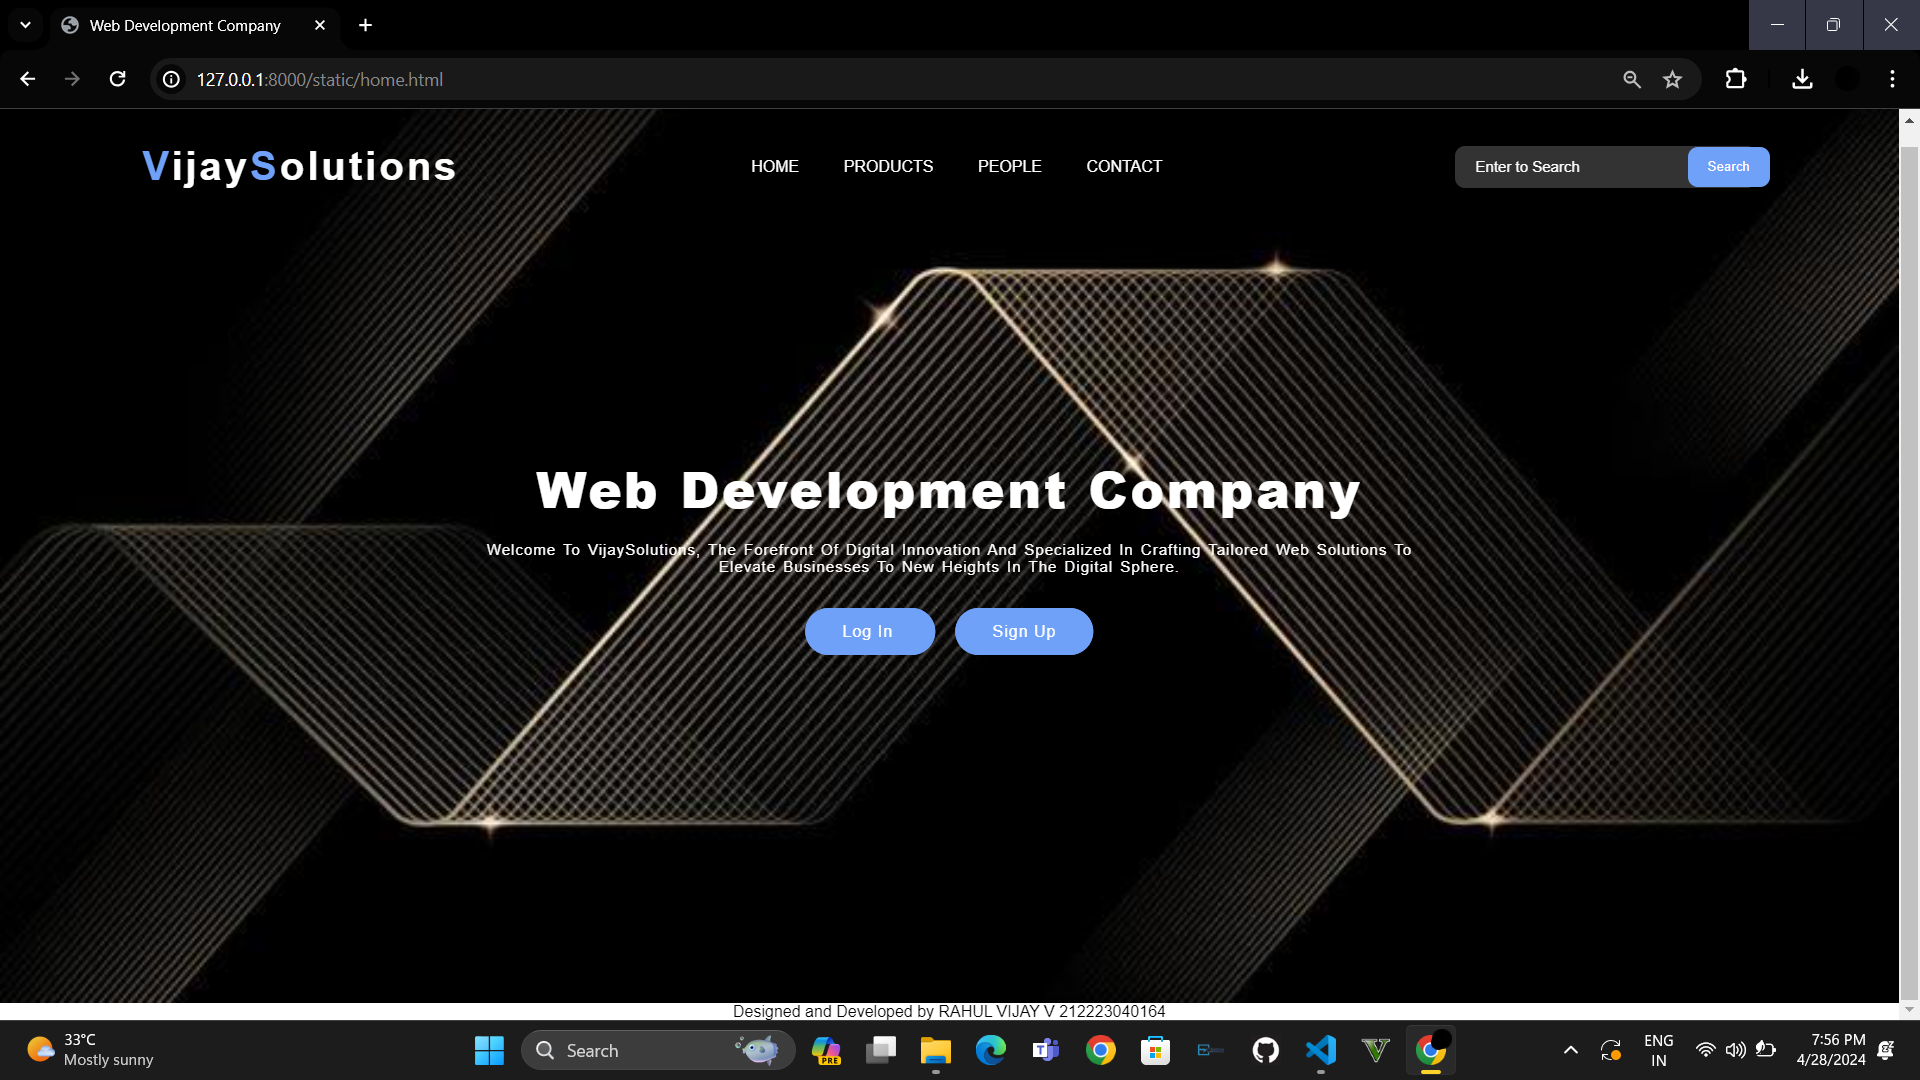 Web Development Company
127.0.0.1:8000/static/home.html
VijaySolutions
HOME PRODUCTS PEOPLE CONTACT
Enter to Search
Search
Web Development Company
Welcome To VijaySolutions, The Forefront Of Digital Innovation And Specialized In Crafting Tailored Web Solutions To
Elevate Businesses To New Heights In The Digital Sphere.
Log In
Sign Up
Designed and Developed by RAHUL VIJAY V 212223040164
33°C
Mostly sunny
Search
PRE
ENG
IN
7:56 PM
4/28/2024